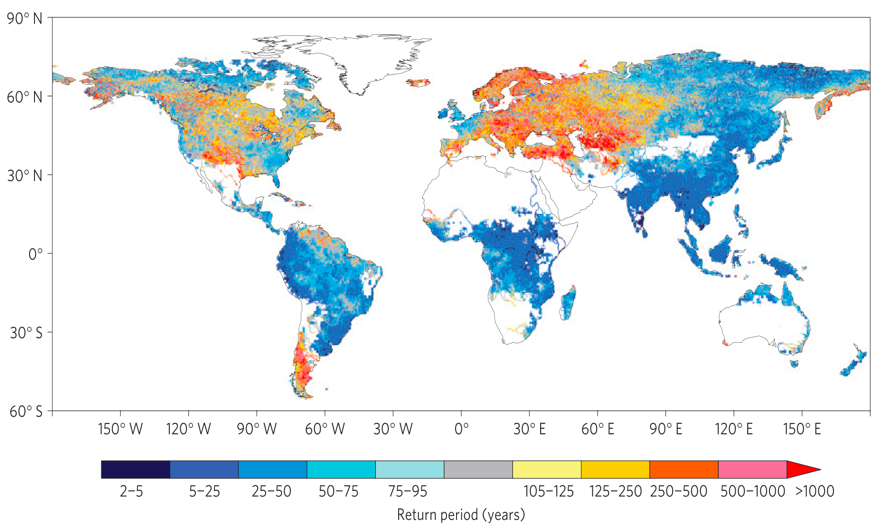 90° N
60° N
30° N
0°
30° S
60° S
150° W 120° W 90° W 60° W 30° W 0° 30° E 60° E 90° E 120° E 150° E
2–5 5–25 25–50 50–75 75–95 105–125 125–250 250–500 500–1000 >1000
Return period (years)